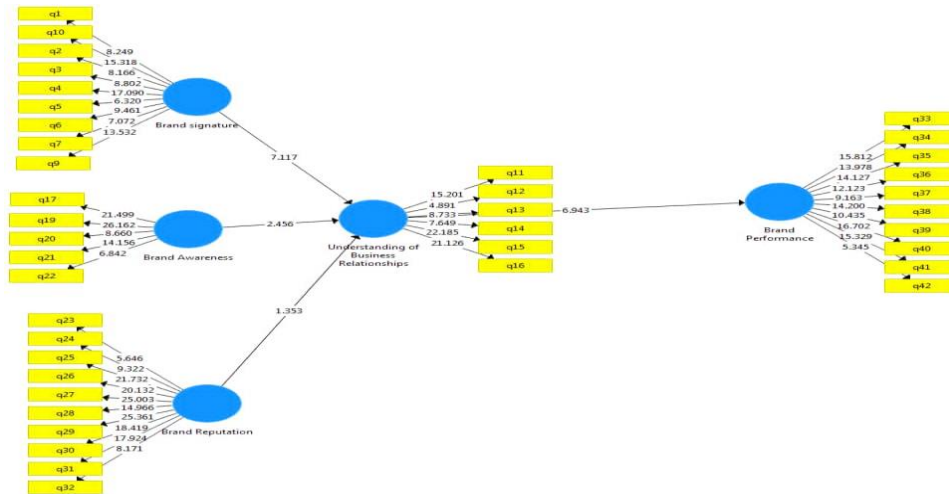 q1
q10
q2
q3
q4
q5
q6
q7
q9
8.249
15.318
8.166
8.802
17.090
6.320
9.461
7.072
13.532
Brand signature
7.117
q17
q19
q20
q21
q22
21.499
26.162
8.660
14.156
6.842
Brand Awareness
2.456
q23
q24
q25
q26
q27
q28
q29
q30
q31
q32
5.646
9.322
21.732
20.132
25.003
14.966
25.361
18.419
17.924
8.171
Brand Reputation
1.353
Understanding of
Business
Relationships
15.201
4.891
8.733
7.649
22.185
21.126
q11
q12
q13
q14
q15
q16
6.943
Brand
Performance
15.812
13.978
14.127
12.123
9.163
14.200
10.435
16.702
15.329
5.345
q33
q34
q35
q36
q37
q38
q39
q40
q41
q42